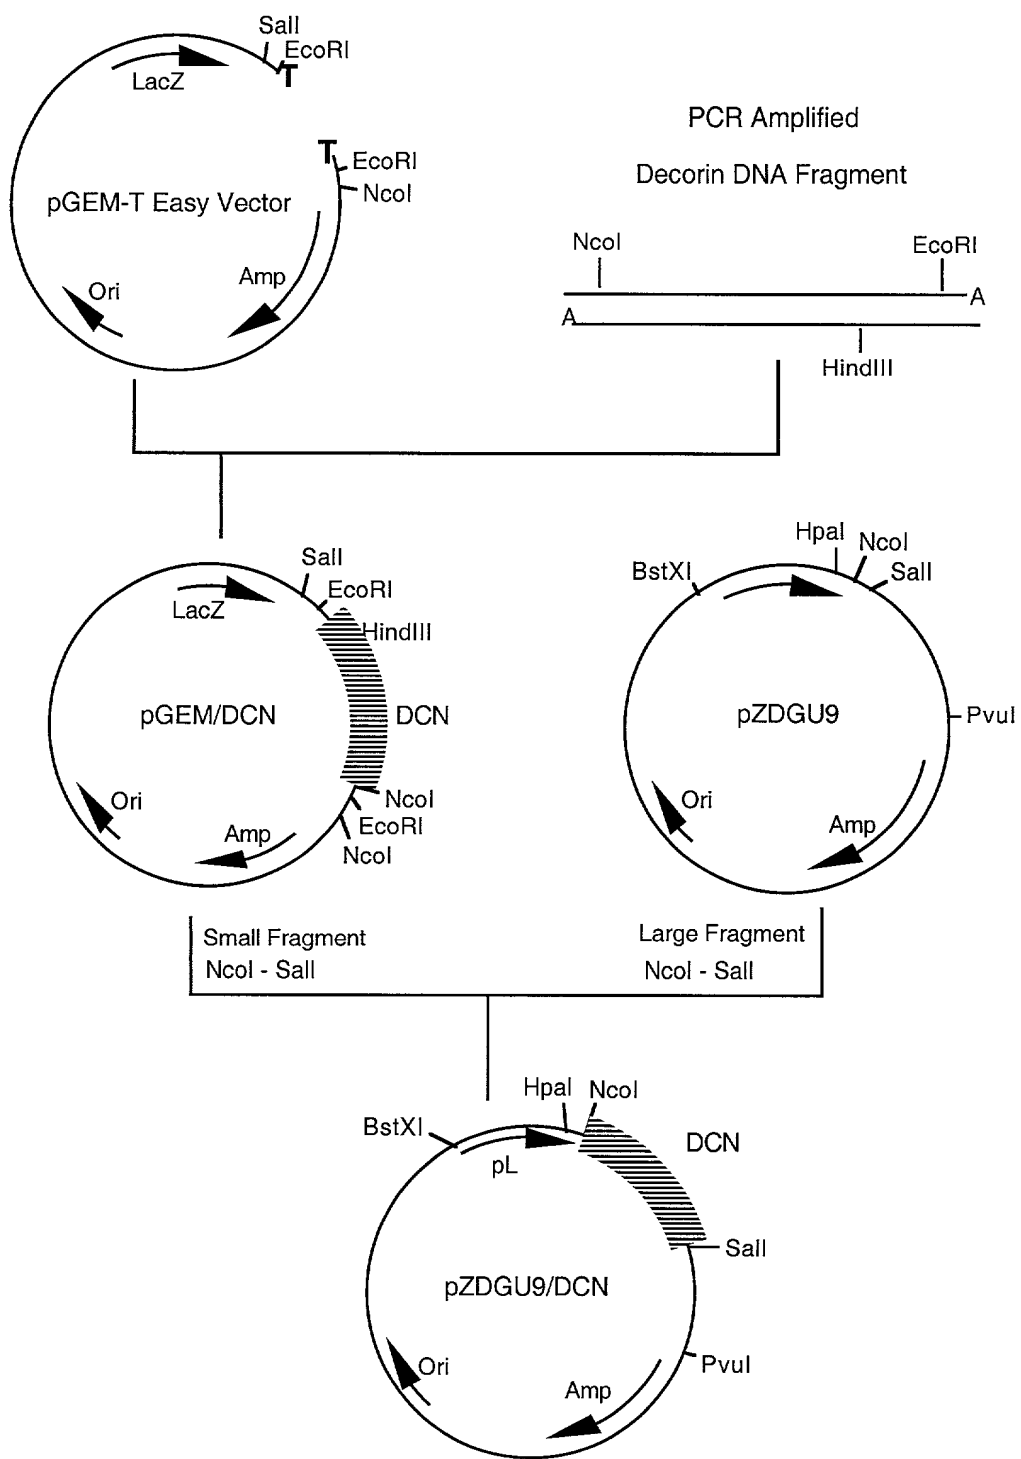 SalI
EcoRI
T
LacZ
T
EcoRI
NcoI
pGEM-T Easy Vector
Amp
Ori
PCR Amplified
Decorin DNA Fragment
NcoI
EcoRI
A
A
HindIII
SalI
EcoRI
LacZ
HindIII
pGEM/DCN
DCN
Ori
NcoI
EcoRI
Amp
NcoI
HpaI
NcoI
BstXI
SalI
pZDGU9
PvuI
Ori
Amp
Small Fragment
NcoI - SalI
Large Fragment
NcoI - SalI
HpaI
NcoI
BstXI
DCN
pL
SalI
pZDGU9/DCN
Ori
PvuI
Amp